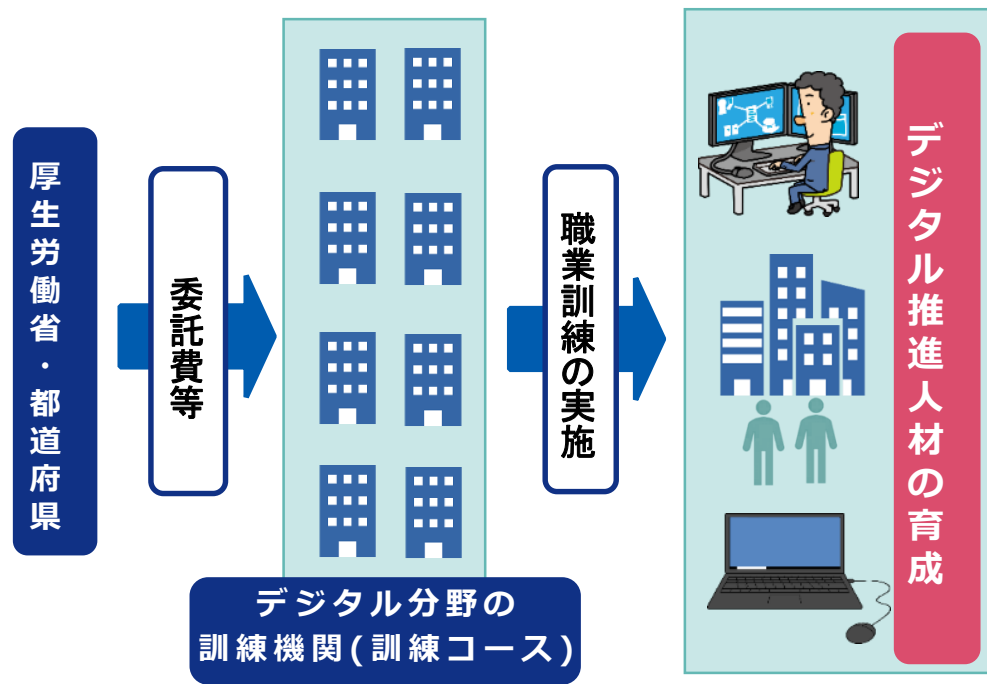 厚生労働省・都道府県
委託費等
デジタル分野の
訓練機関(訓練コース)
職業訓練の実施
デジタル推進人材の育成